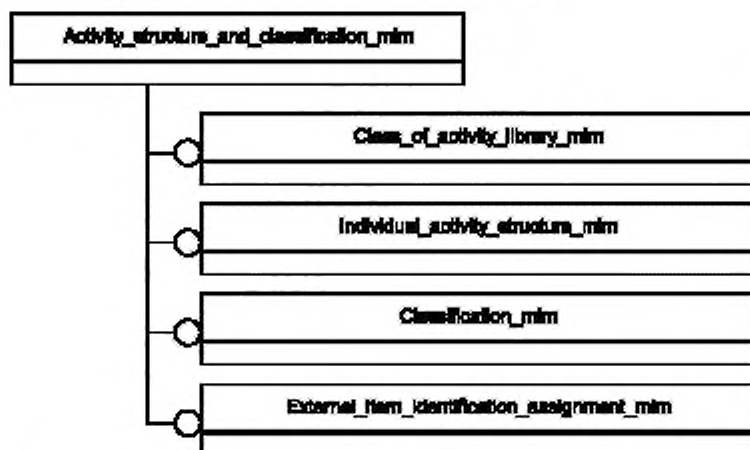 Activity_structure_and_classification_mim
Class_of_activity_library_mim
Individual_activity_structure_mim
Classification_mim
External_item_identification_assignment_mim